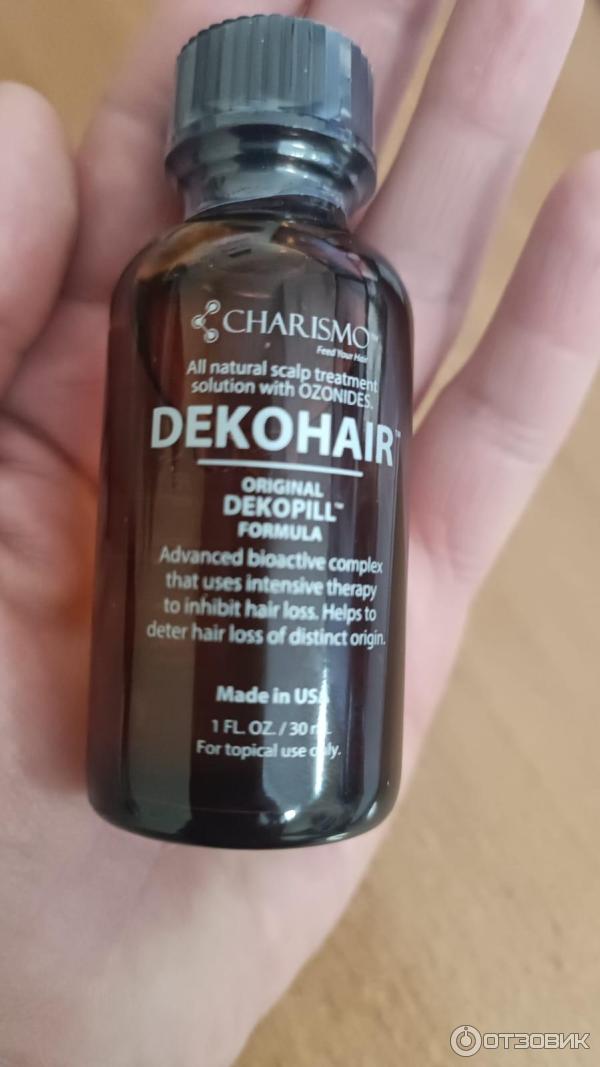 CHARISMO™
Feed Your Hair
All natural scalp treatment
solution with OZONIDES.
DEKOHAIR™
ORIGINAL
DEKOPILL™
FORMULA
Advanced bioactive complex
that uses intensive therapy
to inhibit hair loss. Helps to
deter hair loss of distinct origin.
Made in USA
1 FL. OZ. / 30 mL
For topical use only.
ОТЗОВИК